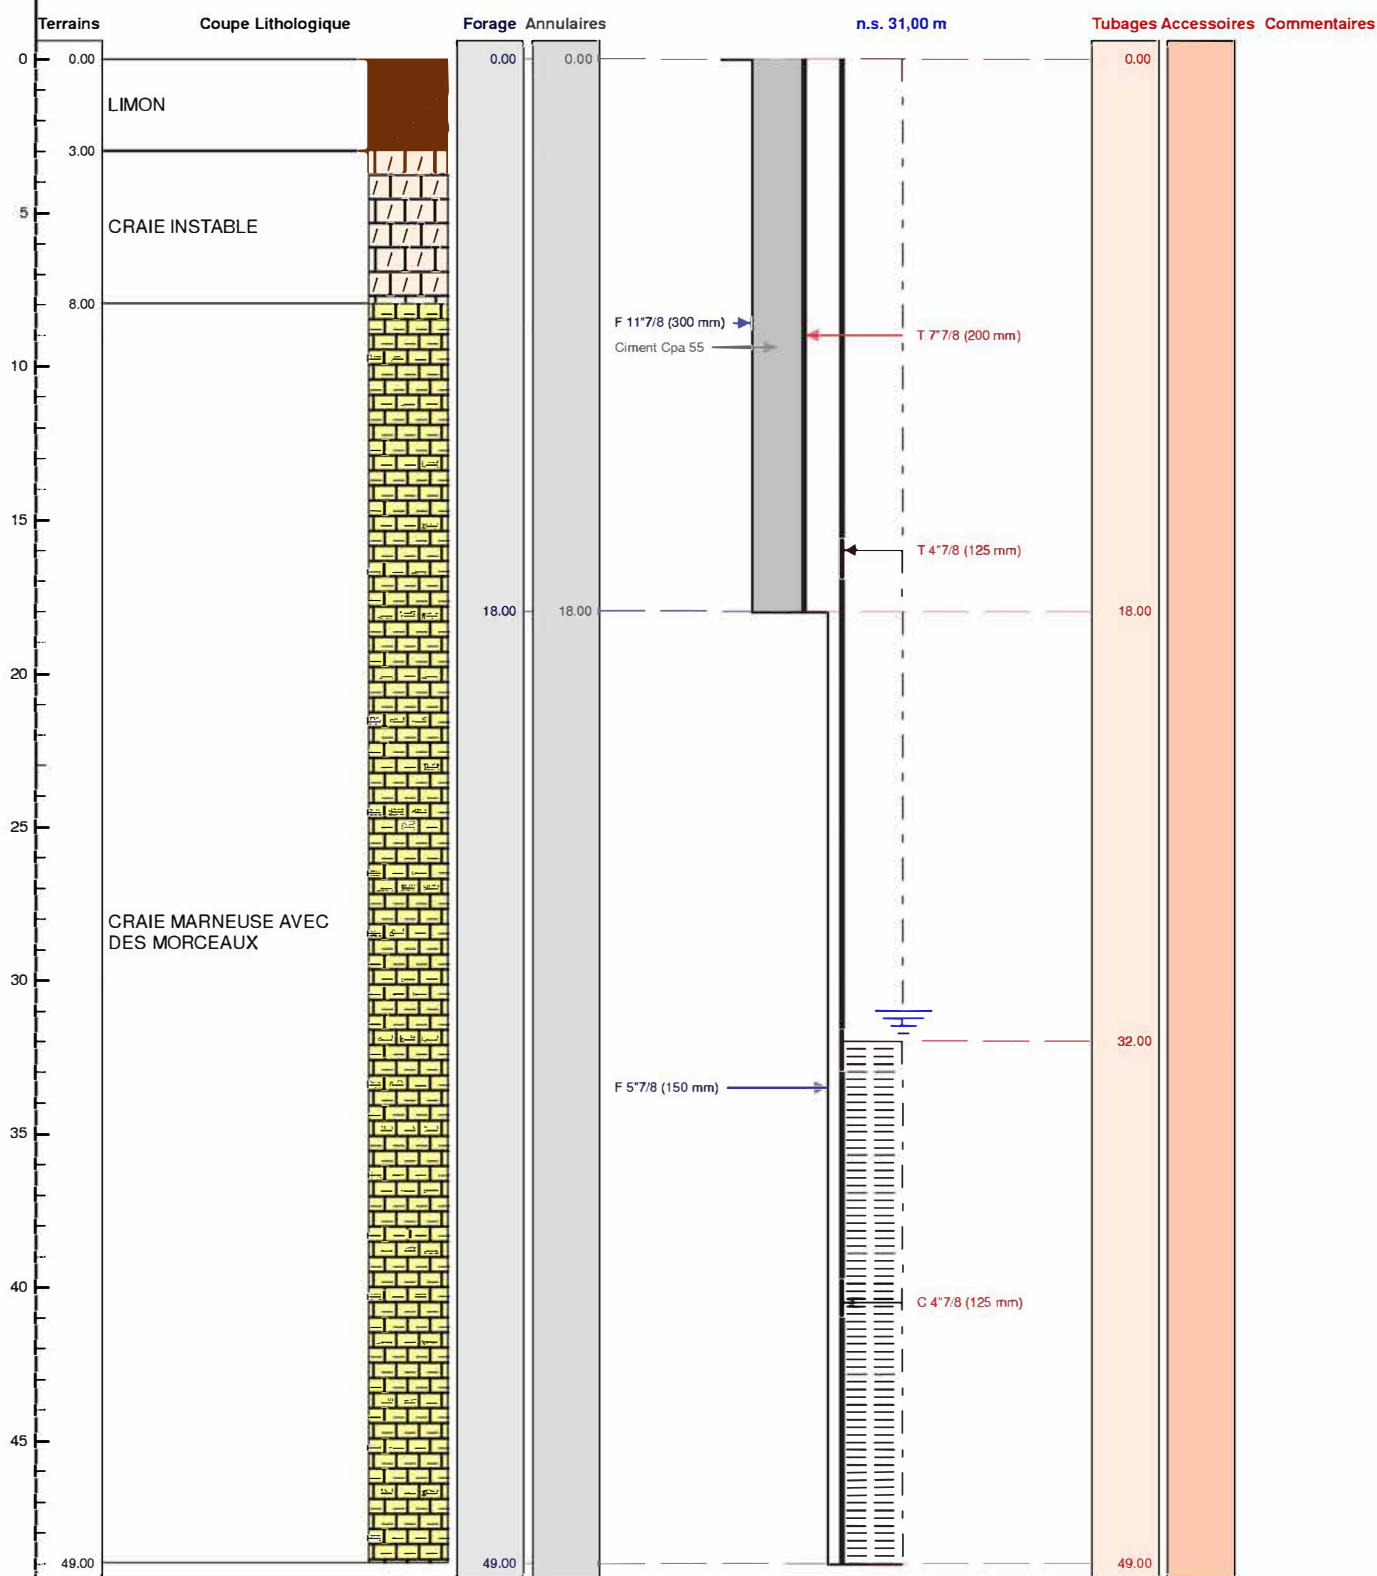 Terrains Coupe Lithologique Forage Annulaires n.s. 31,00 m Tubages Accessoires Commentaires
0 0.00 0.00 0.00 0.00
LIMON
3.00
5
CRAIE INSTABLE
8.00
F 11"7/8 (300 mm)
T 7"7/8 (200 mm)
Ciment Cpa 55
10
15
T 4"7/8 (125 mm)
18.00 18.00 18.00
20
25
CRAIE MARNEUSE AVEC
DES MORCEAUX
30
32.00
F 5"7/8 (150 mm)
35
40
C 4"7/8 (125 mm)
45
49.00 49.00 49.00